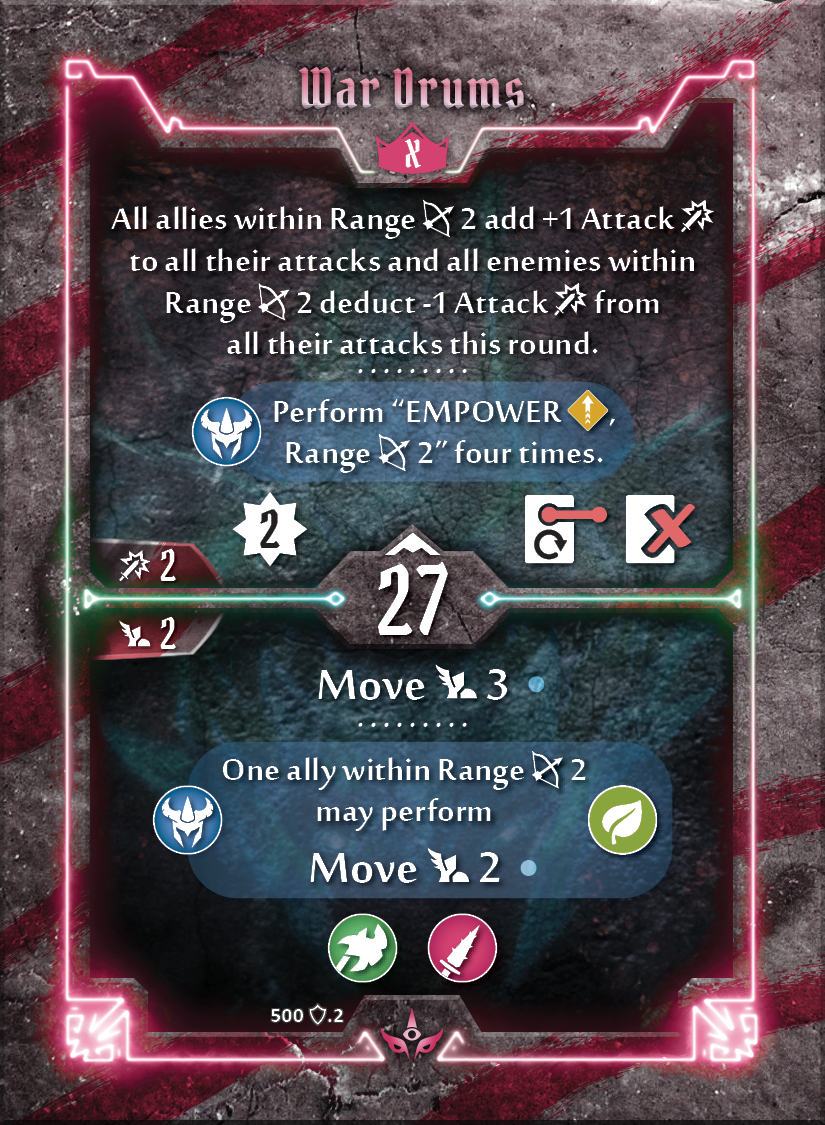 War Drums
X
All allies within Range 2 add +1 Attack
to all their attacks and all enemies within
Range 2 deduct -1 Attack from
all their attacks this round.
Perform “EMPOWER ,
Range 2” four times.
2
2
27
2
Move 3
One ally within Range 2
may perform
Move 2
500 .2